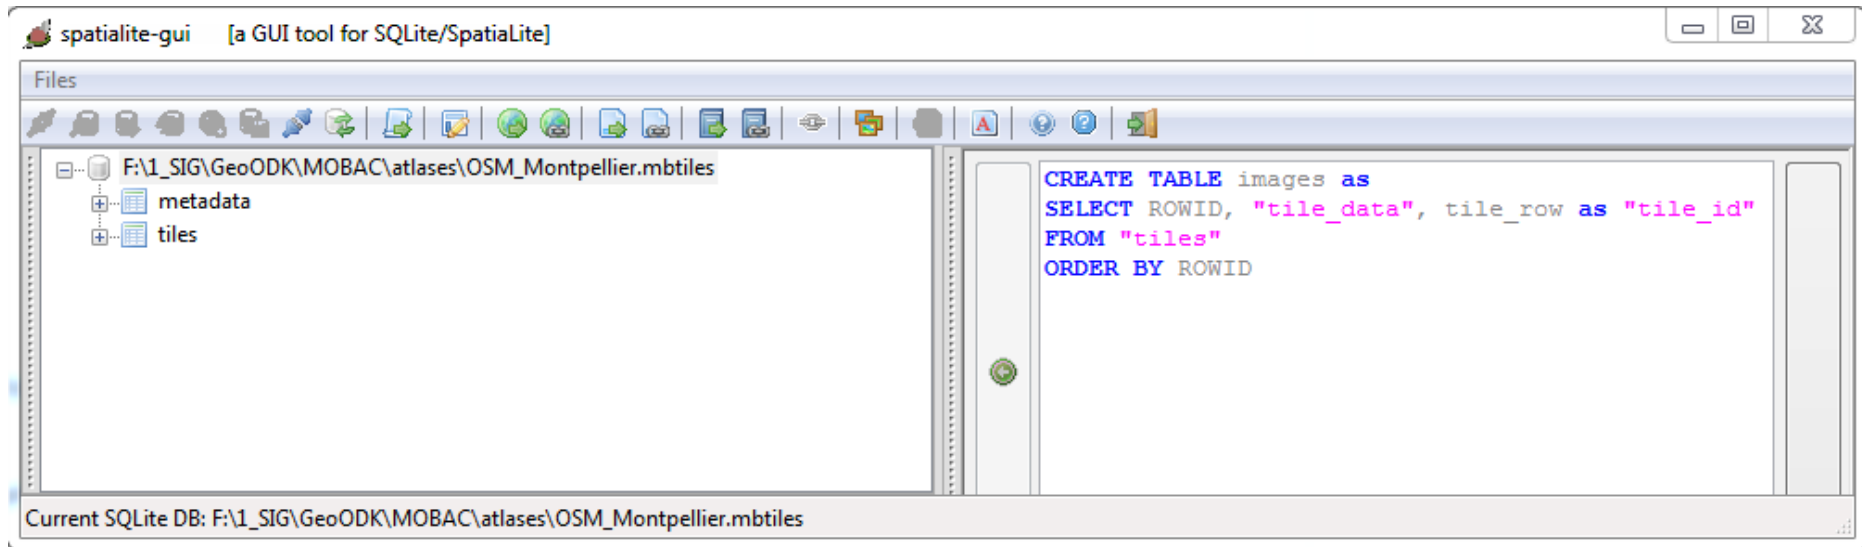 spatialite-gui [a GUI tool for SQLite/SpatiaLite]
Files
F:\1_SIG\GeoODK\MOBAC\atlases\OSM_Montpellier.mbtiles
metadata
tiles
CREATE TABLE images as
SELECT ROWID, "tile_data", tile_row as "tile_id"
FROM "tiles"
ORDER BY ROWID
Current SQLite DB: F:\1_SIG\GeoODK\MOBAC\atlases\OSM_Montpellier.mbtiles